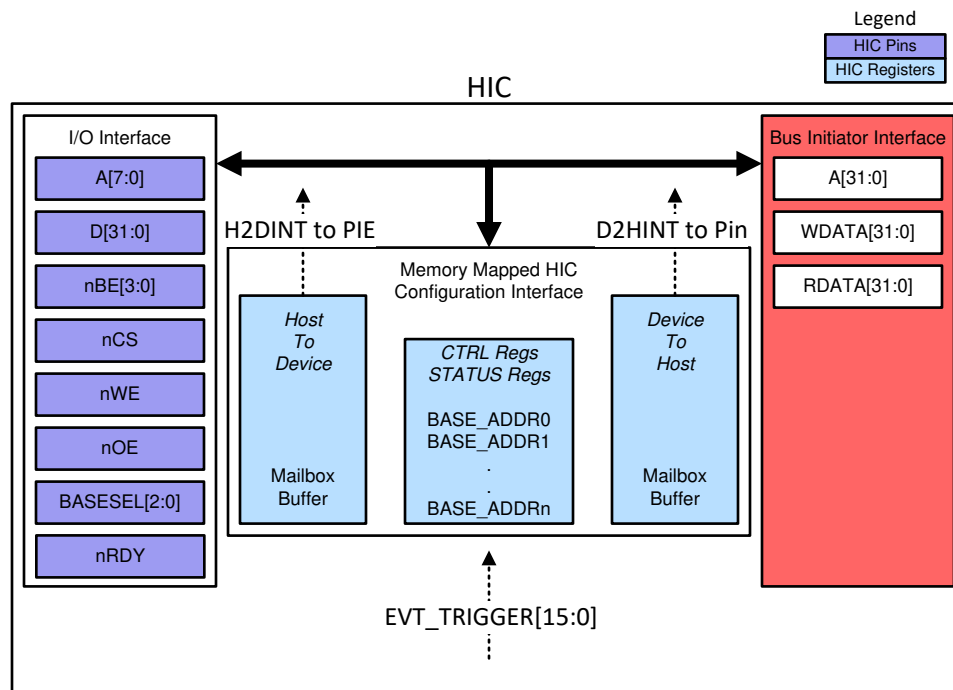 Legend
HIC Pins
HIC Registers
HIC
I/O Interface
A[7:0]
D[31:0]
nBE[3:0]
nCS
nWE
nOE
BASESEL[2:0]
nRDY
H2DINT to PIE
D2HINT to Pin
Memory Mapped HIC
Configuration Interface
Host
To
Device
Mailbox
Buffer
CTRL Regs
STATUS Regs
BASE_ADDR0
BASE_ADDR1
.
.
BASE_ADDRn
Device
To
Host
Mailbox
Buffer
EVT_TRIGGER[15:0]
Bus Initiator Interface
A[31:0]
WDATA[31:0]
RDATA[31:0]